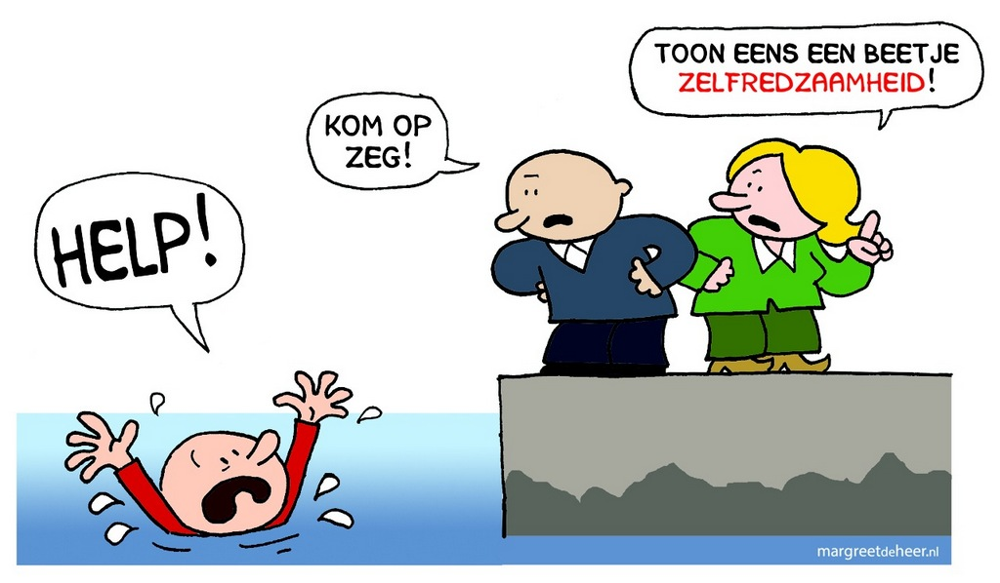 HELP!
KOM OP
ZEG!
TOON EENS EEN BEETJE
ZELFREDZAAMHEID!
margreetdeheer.nl